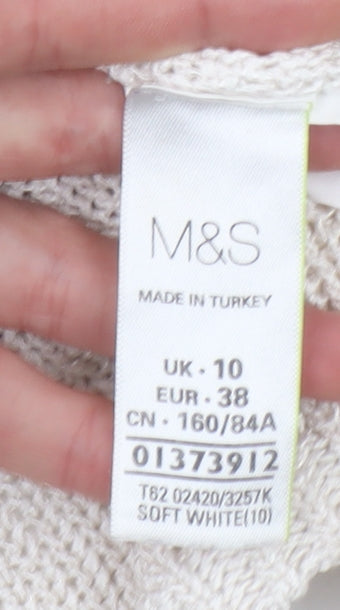 M&S
MADE IN TURKEY
UK · 10
EUR · 38
CN · 160/84A
01373912
T62 02420/3257K
SOFT WHITE(10)